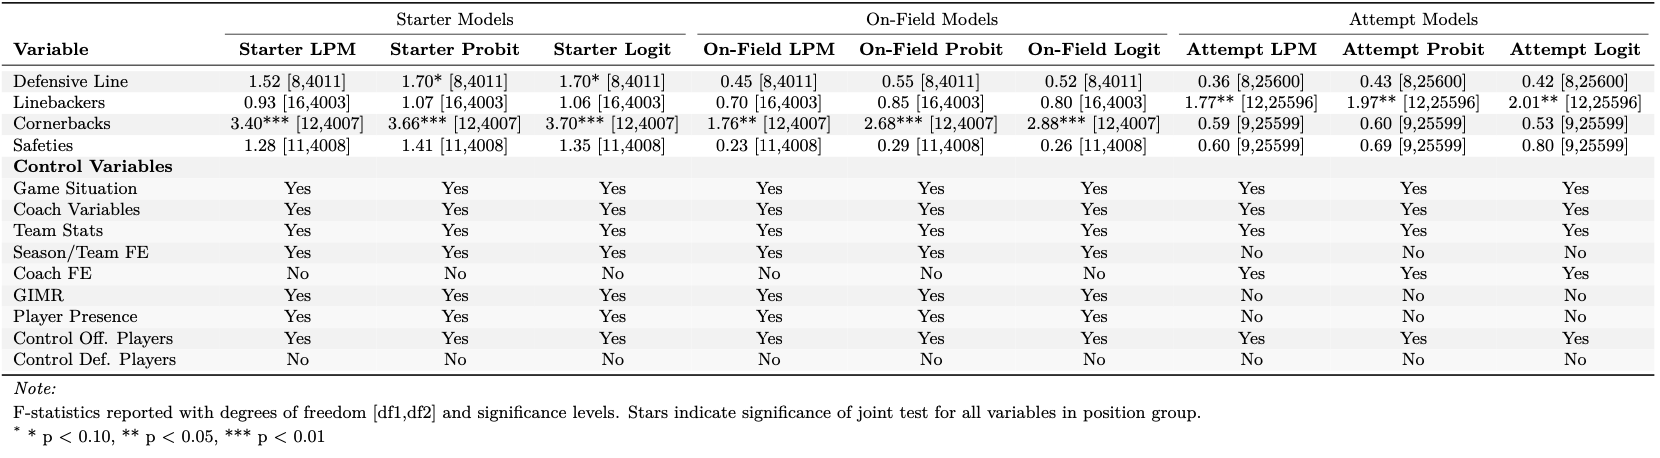 Starter Models On-Field Models Attempt Models
Variable Starter LPM Starter Probit Starter Logit On-Field LPM On-Field Probit On-Field Logit Attempt LPM Attempt Probit Attempt Logit
Defensive Line 1.52 [8,4011] 1.70* [8,4011] 1.70* [8,4011] 0.45 [8,4011] 0.55 [8,4011] 0.52 [8,4011] 0.36 [8,25600] 0.43 [8,25600] 0.42 [8,25600]
Linebackers 0.93 [16,4003] 1.07 [16,4003] 1.06 [16,4003] 0.70 [16,4003] 0.85 [16,4003] 0.80 [16,4003] 1.77** [12,25596] 1.97** [12,25596] 2.01** [12,25596]
Cornerbacks 3.40*** [12,4007] 3.66*** [12,4007] 3.70*** [12,4007] 1.76** [12,4007] 2.68*** [12,4007] 2.88*** [12,4007] 0.59 [9,25599] 0.60 [9,25599] 0.53 [9,25599]
Safeties 1.28 [11,4008] 1.41 [11,4008] 1.35 [11,4008] 0.23 [11,4008] 0.29 [11,4008] 0.26 [11,4008] 0.60 [9,25599] 0.69 [9,25599] 0.80 [9,25599]
Control Variables
Game Situation Yes Yes Yes Yes Yes Yes Yes Yes Yes
Coach Variables Yes Yes Yes Yes Yes Yes Yes Yes Yes
Team Stats Yes Yes Yes Yes Yes Yes Yes Yes Yes
Season/Team FE Yes Yes Yes Yes Yes Yes No No No
Coach FE No No No No No No Yes Yes Yes
GIMR Yes Yes Yes Yes Yes Yes No No No
Player Presence Yes Yes Yes Yes Yes Yes No No No
Control Off. Players Yes Yes Yes Yes Yes Yes Yes Yes Yes
Control Def. Players No No No No No No No No No
Note:
F-statistics reported with degrees of freedom [df1,df2] and significance levels. Stars indicate significance of joint test for all variables in position group.
* * p < 0.10, ** p < 0.05, *** p < 0.01